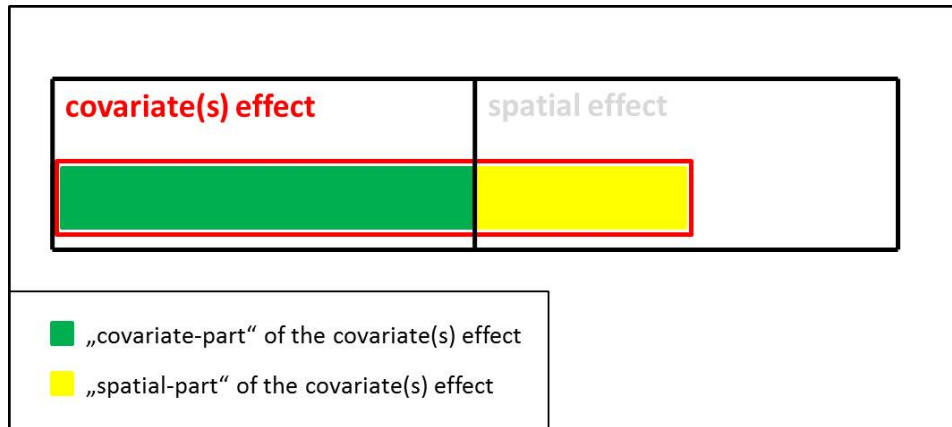 covariate(s) effect
spatial effect
„covariate-part“ of the covariate(s) effect
„spatial-part“ of the covariate(s) effect